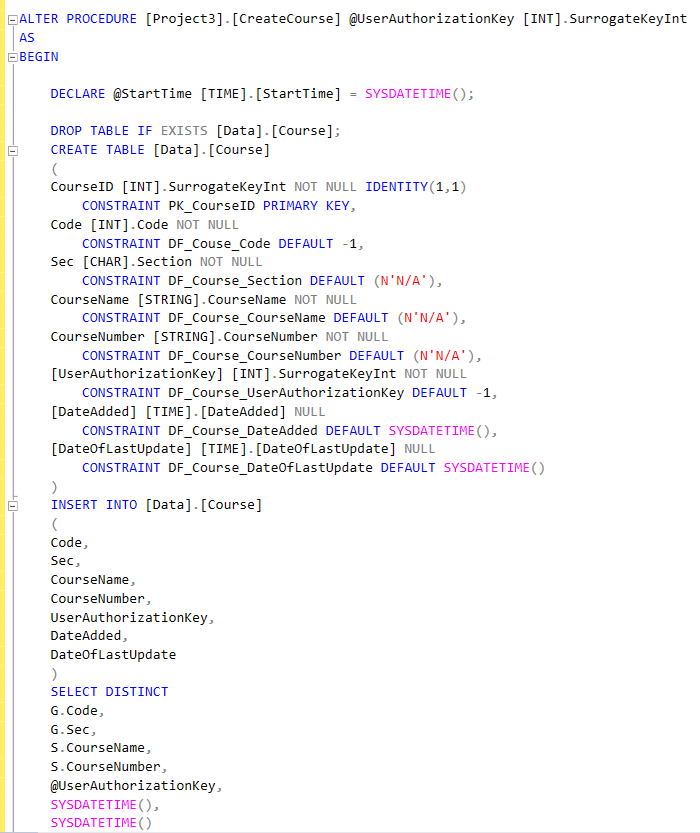 ALTER PROCEDURE [Project3].[CreateCourse] @UserAuthorizationKey [INT].SurrogateKeyInt
AS
BEGIN
DECLARE @StartTime [TIME].[StartTime] = SYSDATETIME();
DROP TABLE IF EXISTS [Data].[Course];
CREATE TABLE [Data].[Course]
(
CourseID [INT].SurrogateKeyInt NOT NULL IDENTITY(1,1)
CONSTRAINT PK_CourseID PRIMARY KEY,
Code [INT].Code NOT NULL
CONSTRAINT DF_Couse_Code DEFAULT -1,
Sec [CHAR].Section NOT NULL
CONSTRAINT DF_Course_Section DEFAULT (N'N/A'),
CourseName [STRING].CourseName NOT NULL
CONSTRAINT DF_Course_CourseName DEFAULT (N'N/A'),
CourseNumber [STRING].CourseNumber NOT NULL
CONSTRAINT DF_Course_CourseNumber DEFAULT (N'N/A'),
[UserAuthorizationKey] [INT].SurrogateKeyInt NOT NULL
CONSTRAINT DF_Course_UserAuthorizationKey DEFAULT -1,
[DateAdded] [TIME].[DateAdded] NULL
CONSTRAINT DF_Course_DateAdded DEFAULT SYSDATETIME(),
[DateOfLastUpdate] [TIME].[DateOfLastUpdate] NULL
CONSTRAINT DF_Course_DateOfLastUpdate DEFAULT SYSDATETIME()
)
INSERT INTO [Data].[Course]
(
Code,
Sec,
CourseName,
CourseNumber,
UserAuthorizationKey,
DateAdded,
DateOfLastUpdate
)
SELECT DISTINCT
G.Code,
G.Sec,
S.CourseName,
S.CourseNumber,
@UserAuthorizationKey,
SYSDATETIME(),
SYSDATETIME()